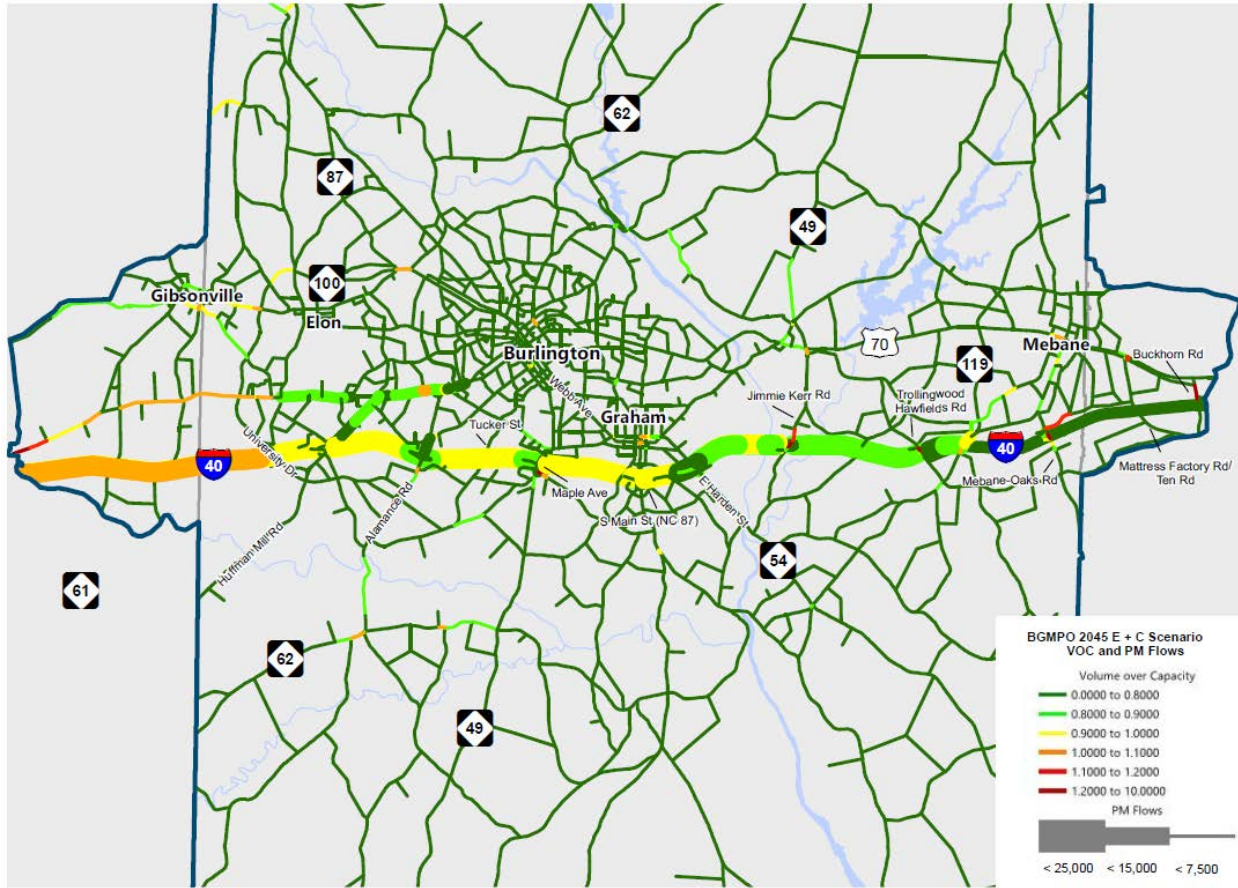 62
87
49
100
Gibsonville
Elon
70
Mebane
119
Buckhorn Rd
Burlington
Webb Ave
Graham
Jimmie Kerr Rd
Trollingwood
Hawfields Rd
Tucker St
University Dr
40
40
Mattress Factory Rd/
Ten Rd
Mebane-Oaks Rd
Maple Ave
Alamance Rd
S Main St (NC 87)
E Harden St
Huffman Mill Rd
54
61
62
49
BGMPO 2045 E + C Scenario
VOC and PM Flows
Volume over Capacity
0.0000 to 0.8000
0.8000 to 0.9000
0.9000 to 1.0000
1.0000 to 1.1000
1.1000 to 1.2000
1.2000 to 10.0000
PM Flows
< 25,000 < 15,000 < 7,500